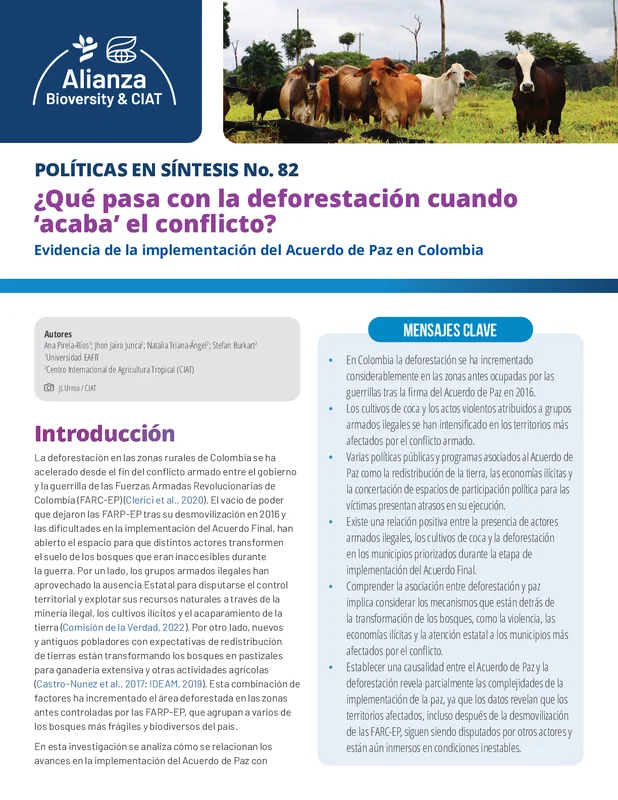 Alianza
Bioversity & CIAT
POLÍTICAS EN SÍNTESIS No. 82
¿Qué pasa con la deforestación cuando
‘acaba’ el conflicto?
Evidencia de la implementación del Acuerdo de Paz en Colombia
Autores
Ana Pirela-Ríos¹; Jhon Jairo Junca²; Natalia Triana-Ángel²; Stefan Burkart²
¹Universidad EAFIT
²Centro Internacional de Agricultura Tropical (CIAT)
JL Urrea / CIAT
Introducción
La deforestación en las zonas rurales de Colombia se ha
acelerado desde el fin del conflicto armado entre el gobierno
y la guerrilla de las Fuerzas Armadas Revolucionarias de
Colombia (FARC-EP) (Clerici et al., 2020). El vacío de poder
que dejaron las FARP-EP tras su desmovilización en 2016 y
las dificultades en la implementación del Acuerdo Final, han
abierto el espacio para que distintos actores transformen
el suelo de los bosques que eran inaccesibles durante
la guerra. Por un lado, los grupos armados ilegales han
aprovechado la ausencia Estatal para disputarse el control
territorial y explotar sus recursos naturales a través de la
minería ilegal, los cultivos ilícitos y el acaparamiento de la
tierra (Comisión de la Verdad, 2022). Por otro lado, nuevos
y antiguos pobladores con expectativas de redistribución
de tierras están transformando los bosques en pastizales
para ganadería extensiva y otras actividades agrícolas
(Castro-Nunez et al., 2017; IDEAM, 2019). Esta combinación de
factores ha incrementado el área deforestada en las zonas
antes controladas por las FARP-EP, que agrupan a varios de
los bosques más frágiles y biodiversos del país.
En esta investigación se analiza cómo se relacionan los
avances en la implementación del Acuerdo de Paz con
MENSAJES CLAVE
• En Colombia la deforestación se ha incrementado
considerablemente en las zonas antes ocupadas por las
guerrillas tras la firma del Acuerdo de Paz en 2016.
• Los cultivos de coca y los actos violentos atribuidos a grupos
armados ilegales se han intensificado en los territorios más
afectados por el conflicto armado.
• Varias políticas públicas y programas asociados al Acuerdo de
Paz como la redistribución de la tierra, las economías ilícitas y
la concertación de espacios de participación política para las
víctimas presentan atrasos en su ejecución.
• Existe una relación positiva entre la presencia de actores
armados ilegales, los cultivos de coca y la deforestación
en los municipios priorizados durante la etapa de
implementación del Acuerdo Final.
• Comprender la asociación entre deforestación y paz
implica considerar los mecanismos que están detrás de
la transformación de los bosques, como la violencia, las
economías ilícitas y la atención estatal a los municipios más
afectados por el conflicto.
• Establecer una causalidad entre el Acuerdo de Paz y la
deforestación revela parcialmente las complejidades de la
implementación de la paz, ya que los datos revelan que los
territorios afectados, incluso después de la desmovilización
de las FARC-EP, siguen siendo disputados por otros actores y
están aún inmersos en condiciones inestables.